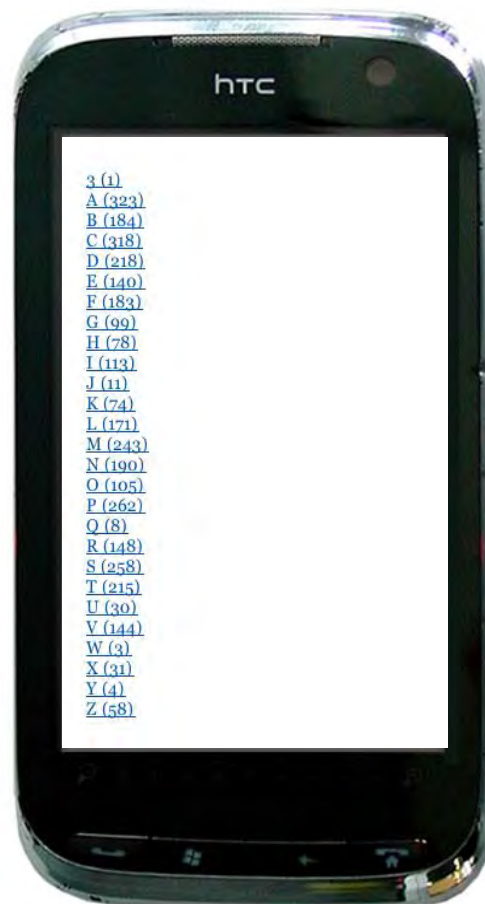 hTC
3 (1)
A (323)
B (184)
C (318)
D (218)
E (140)
F (183)
G (99)
H (78)
I (113)
J (11)
K (74)
L (171)
M (243)
N (190)
O (105)
P (262)
Q (8)
R (148)
S (258)
T (215)
U (30)
V (144)
W (3)
X (31)
Y (4)
Z (58)